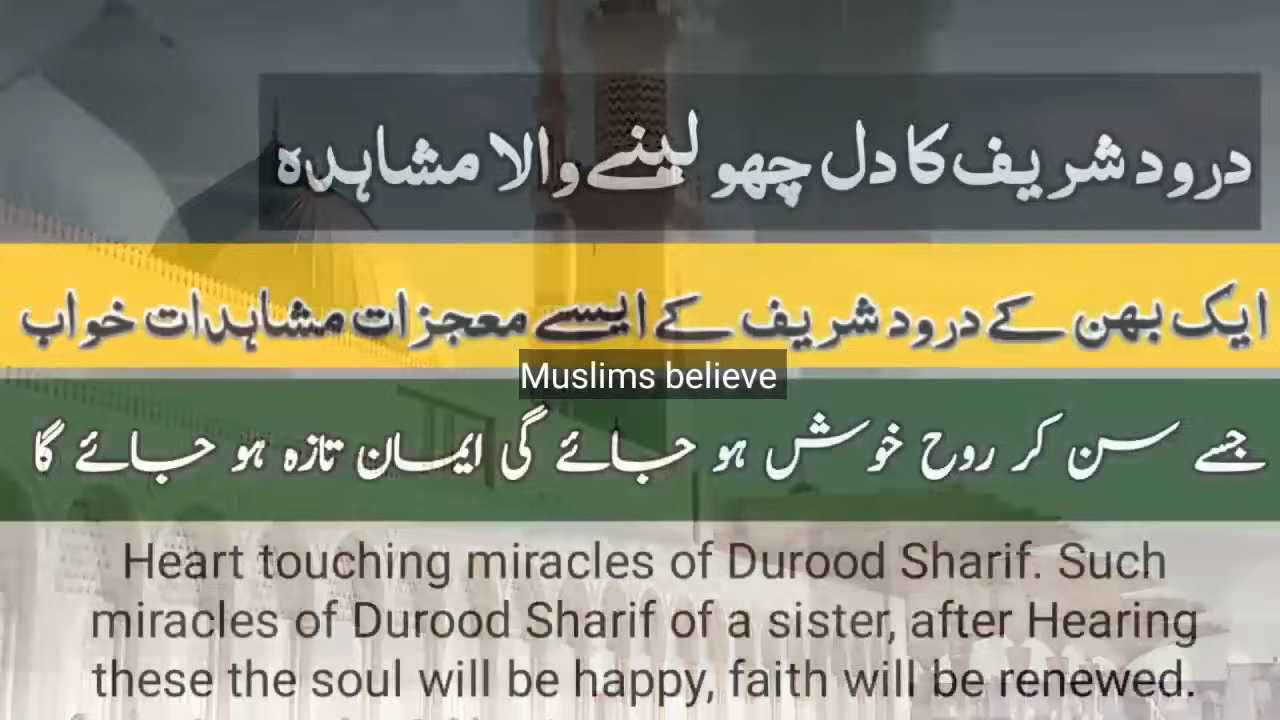 درود شریف کا دل چھو لینے والا مشاہدہ
ایک بھن کے درود شریف کے ایسے معجزات مشاہدات خواب
Muslims believe
جسے سن کر روح خوش ہو جائے گی ایمان تازہ ہو جائے گا
Heart touching miracles of Durood Sharif. Such
miracles of Durood Sharif of a sister, after Hearing
these the soul will be happy, faith will be renewed.